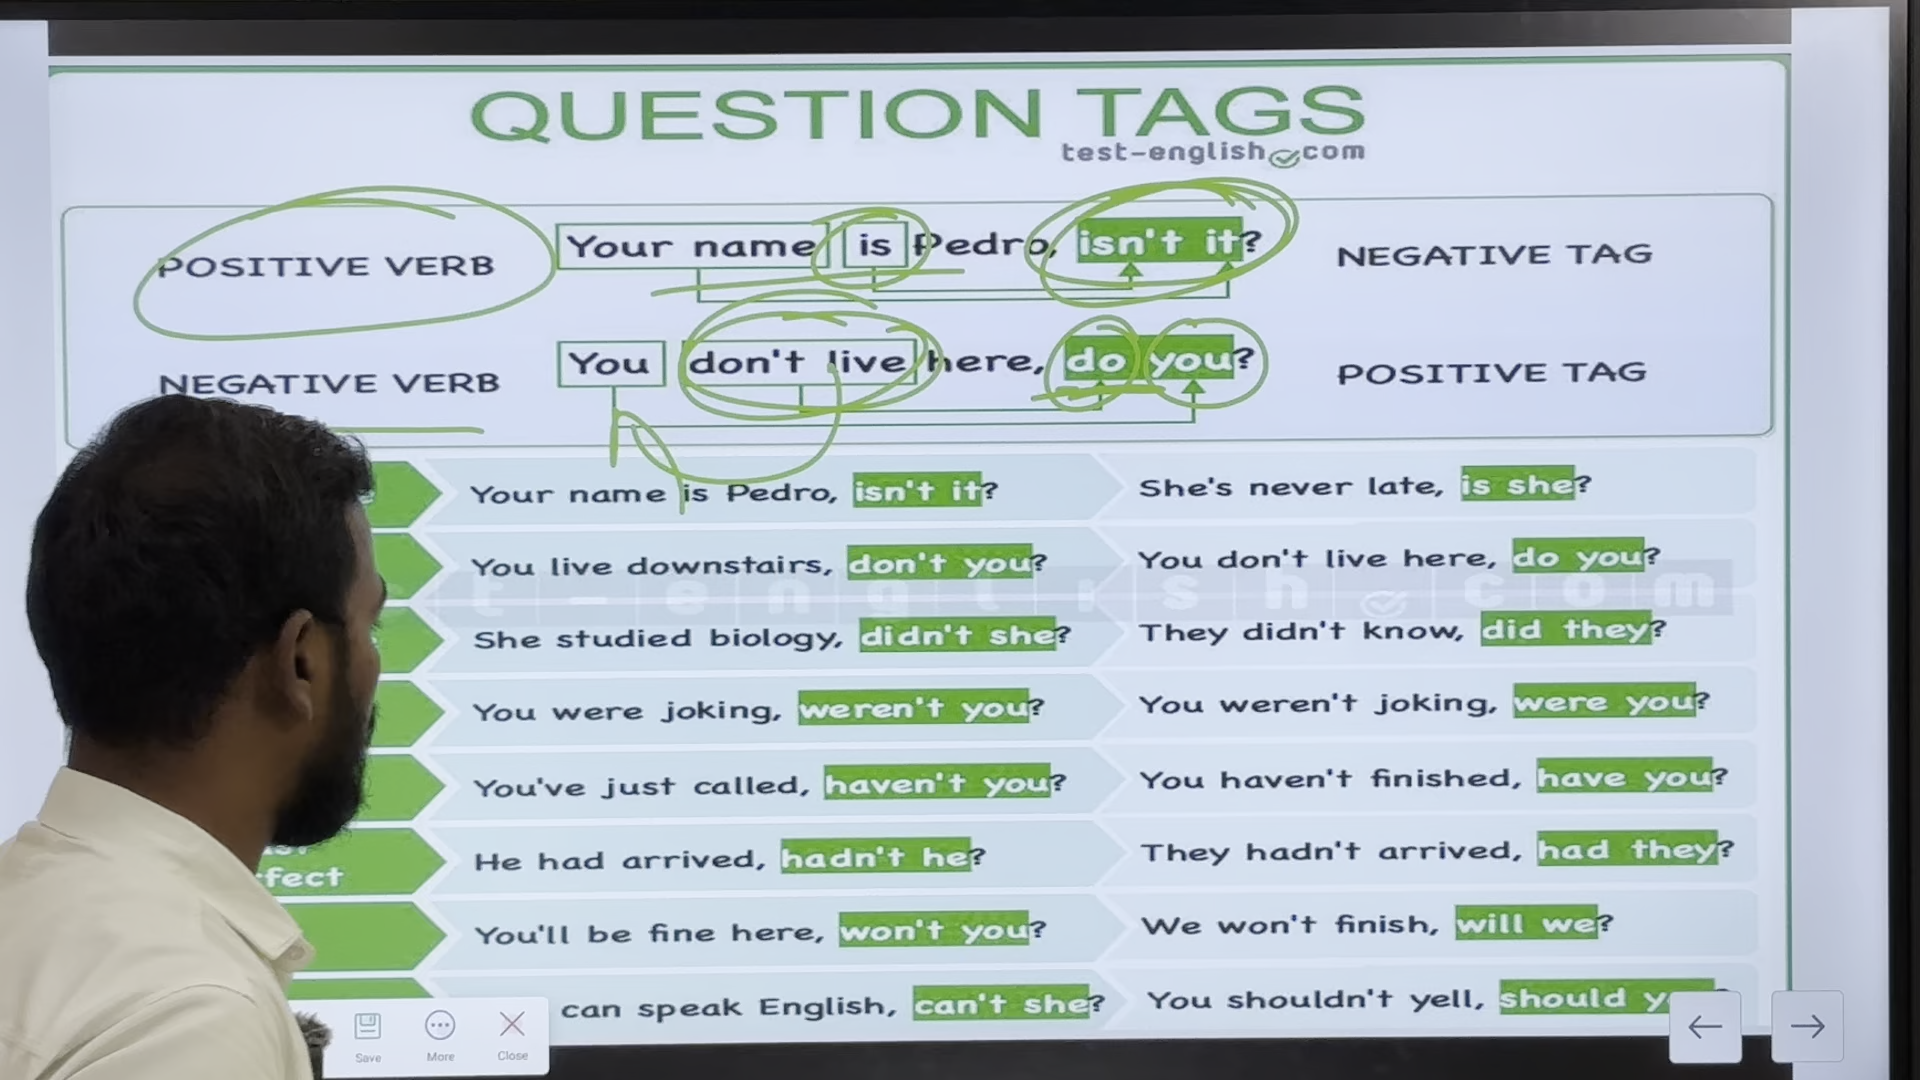 QUESTION TAGS
test-english.com
POSITIVE VERB Your name is Pedro, isn't it? NEGATIVE TAG
NEGATIVE VERB You don't live here, do you? POSITIVE TAG
Your name is Pedro, isn't it? She's never late, is she?
You live downstairs, don't you? You don't live here, do you?
She studied biology, didn't she? They didn't know, did they?
You were joking, weren't you? You weren't joking, were you?
You've just called, haven't you? You haven't finished, have you?
fect He had arrived, hadn't he? They hadn't arrived, had they?
You'll be fine here, won't you? We won't finish, will we?
can speak English, can't she? You shouldn't yell, should
Save More Close